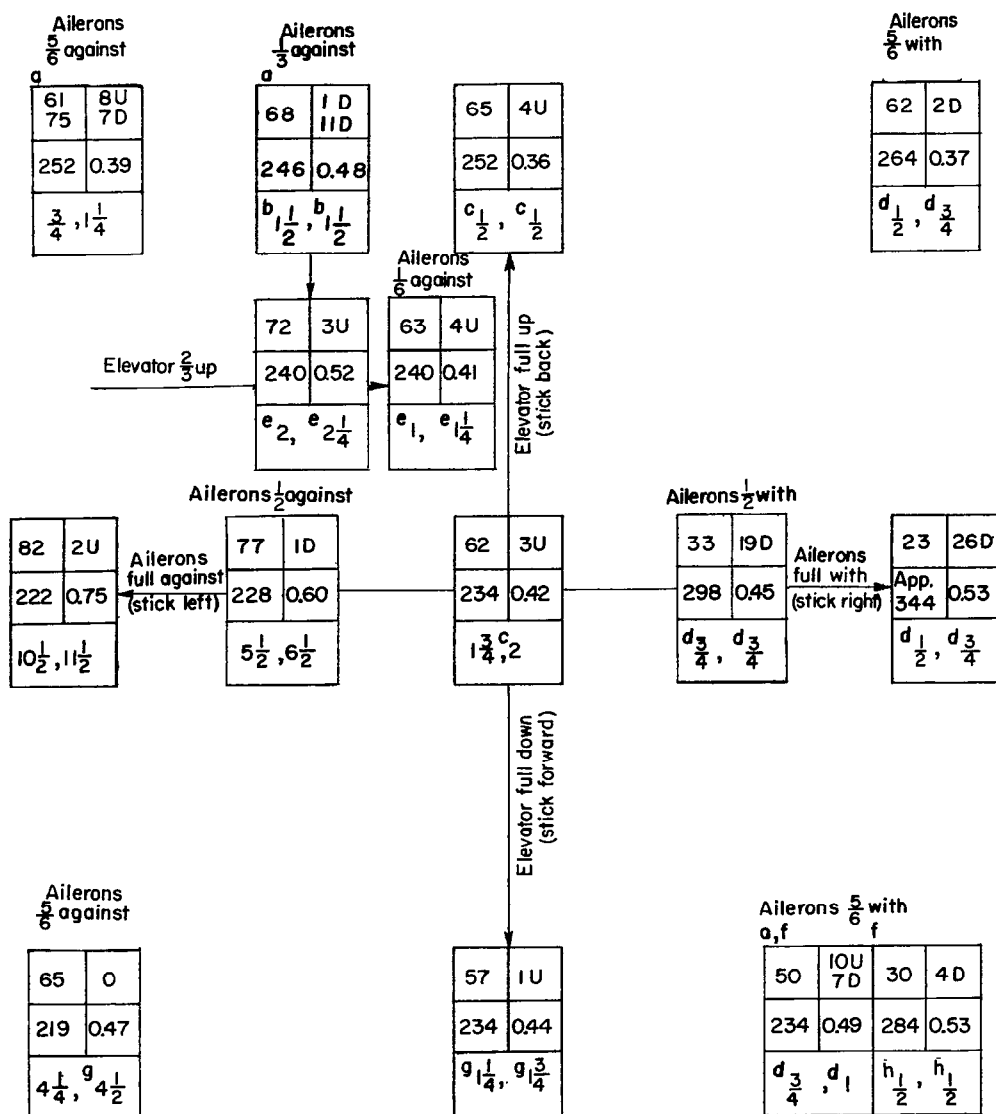 Ailerons
5/6 against
a
61 8U
75 7D
252 0.39
3/4, 1 1/4
Ailerons
1/3 against
a
68 1D
11D
246 0.48
b 1 1/2, b 1 1/2
65 4U
252 0.36
c 1/2, c 1/2
Ailerons
5/6 with
62 2D
264 0.37
d 1/2, d 3/4
Elevator 2/3 up
72 3U
240 0.52
e 2, e 2 1/4
Ailerons
1/6 against
63 4U
240 0.41
e 1, e 1 1/4
Elevator full up
(stick back)
82 2U
222 0.75
10 1/2, 11 1/2
Ailerons
full against
(stick left)
Ailerons 1/2 against
77 1D
228 0.60
5 1/2, 6 1/2
62 3U
234 0.42
1 3/4, c 2
Ailerons 1/2 with
33 19D
298 0.45
d 3/4, d 3/4
Ailerons
full with
(stick right)
23 26D
App.
344 0.53
d 1/2, d 3/4
Elevator full down
(stick forward)
Ailerons
5/6 against
65 0
219 0.47
4 1/4, g 4 1/2
57 1U
234 0.44
g 1 1/4, g 1 3/4
Ailerons 5/6 with
a,f f
50 10U
7D
234 0.49
d 3/4, d 1
30 4D
284 0.53
h 1/2, h 1/2